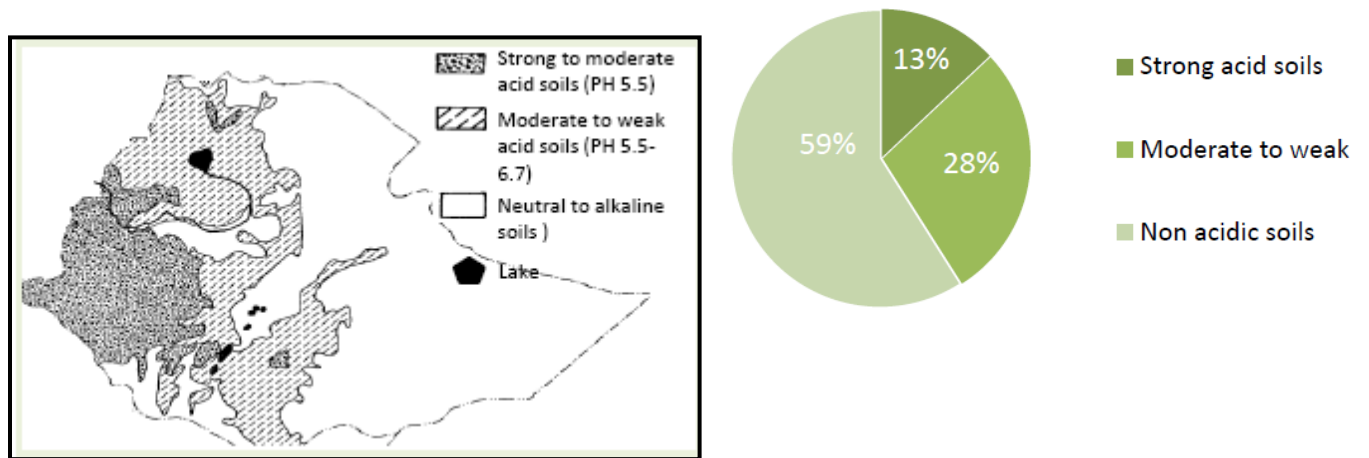 Strong to moderate
acid soils (PH 5.5)
Moderate to weak
acid soils (PH 5.5-
6.7)
Neutral to alkaline
soils )
Lake
13%
28%
59%
Strong acid soils
Moderate to weak
Non acidic soils